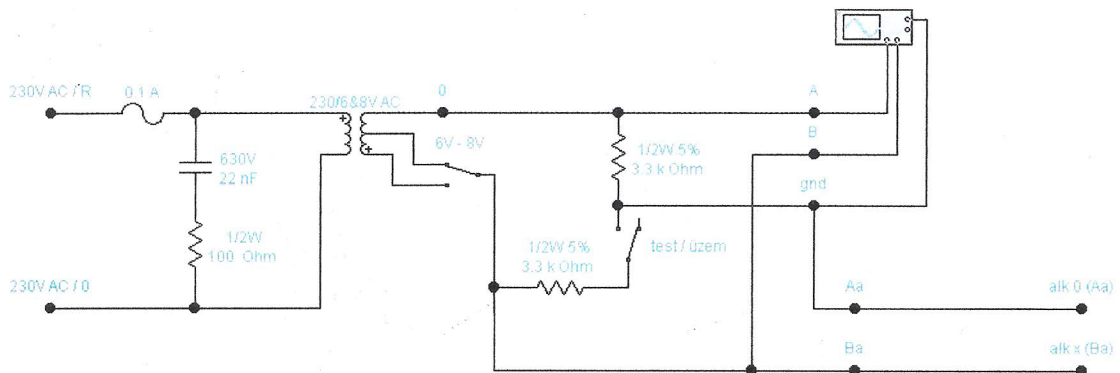 230V AC / R
0.1 A
230/6&8V AC
0
A
6V - 8V
B
630V
22 nF
1/2W 5%
3.3 k Ohm
gnd
1/2W
100 Ohm
1/2W 5%
3.3 k Ohm
test / üzem
230V AC / 0
Aa
alk 0 (Aa)
Ba
alk x (Ba)